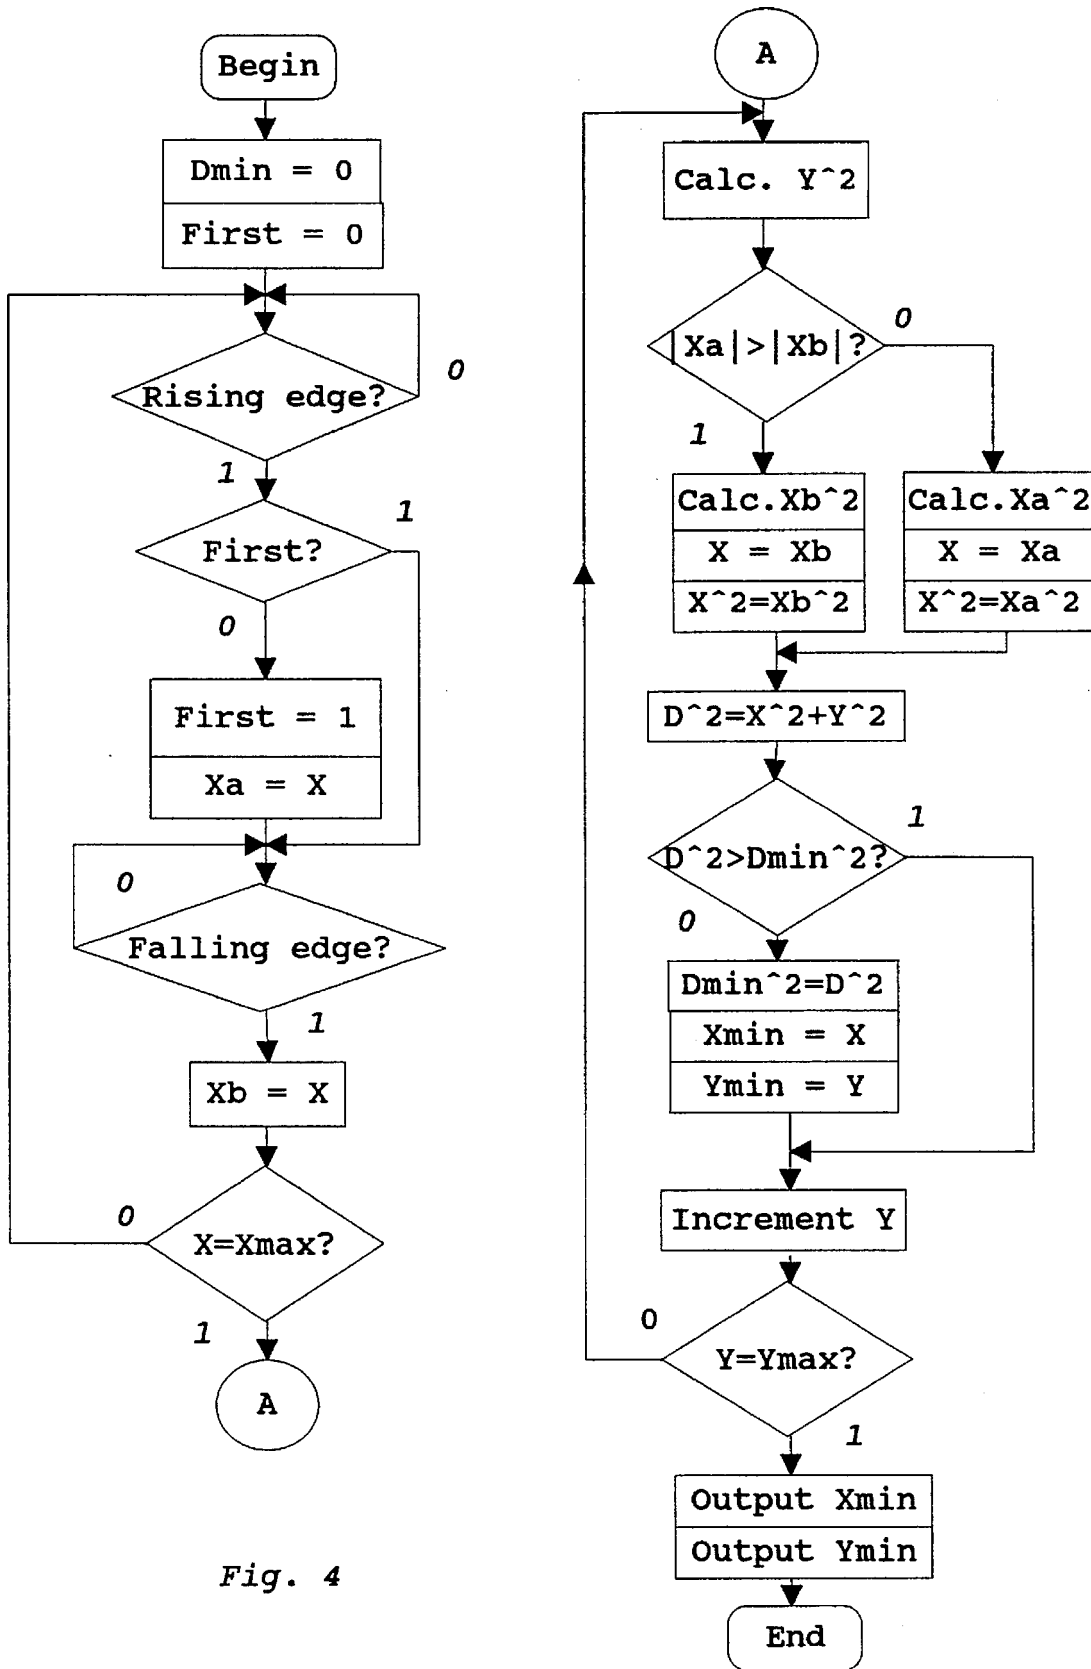 Begin
Dmin = 0
First = 0
0
Rising edge?
1
1
First?
0
First = 1
Xa = X
0
Falling edge?
1
Xb = X
0
X=Xmax?
1
A
Fig. 4
A
Calc. Y^2
0
|Xa|>|Xb|?
1
Calc.Xb^2
X = Xb
X^2=Xb^2
Calc.Xa^2
X = Xa
X^2=Xa^2
D^2=X^2+Y^2
1
D^2>Dmin^2?
0
Dmin^2=D^2
Xmin = X
Ymin = Y
Increment Y
0
Y=Ymax?
1
Output Xmin
Output Ymin
End